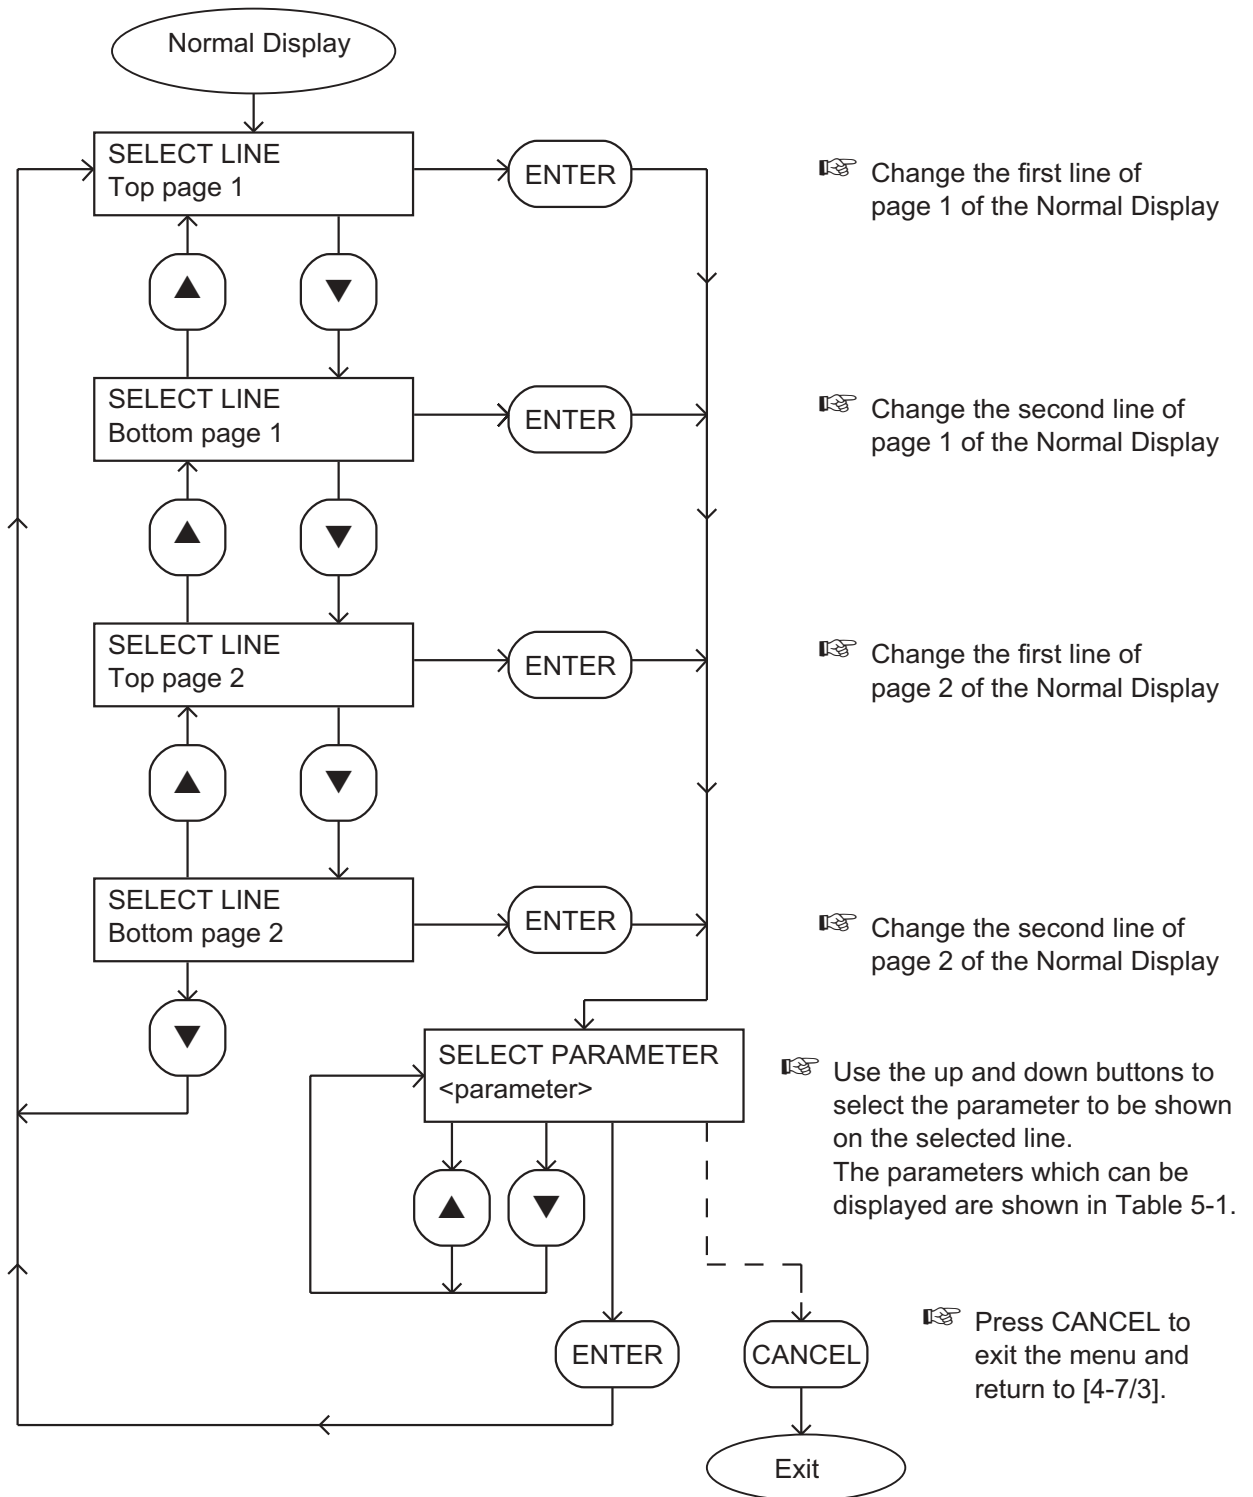 Normal Display
SELECT LINE
Top page 1
ENTER
☞ Change the first line of
page 1 of the Normal Display
▲
▼
SELECT LINE
Bottom page 1
ENTER
☞ Change the second line of
page 1 of the Normal Display
▲
▼
SELECT LINE
Top page 2
ENTER
☞ Change the first line of
page 2 of the Normal Display
▲
▼
SELECT LINE
Bottom page 2
ENTER
☞ Change the second line of
page 2 of the Normal Display
▼
SELECT PARAMETER
<parameter>
☞ Use the up and down buttons to
select the parameter to be shown
on the selected line.
The parameters which can be
displayed are shown in Table 5-1.
▲
▼
ENTER
CANCEL
☞ Press CANCEL to
exit the menu and
return to [4-7/3].
Exit